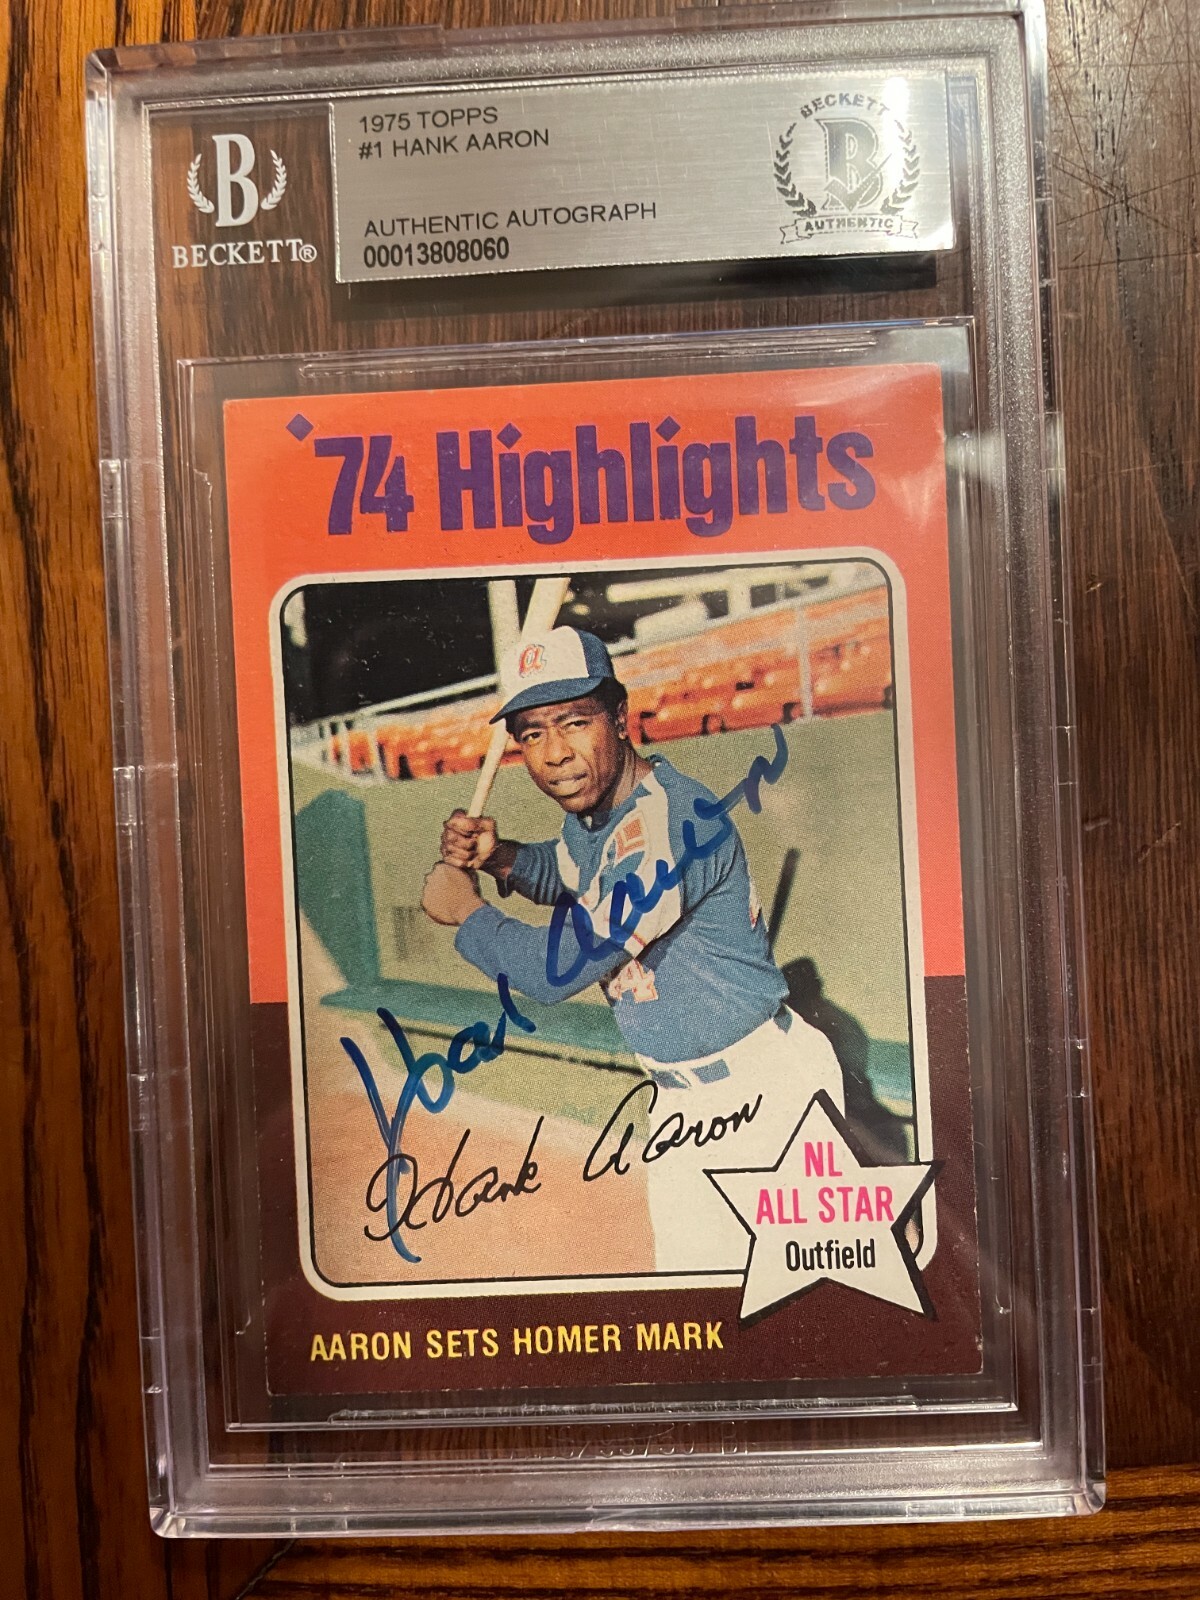 1975 TOPPS
#1 HANK AARON
BECKETT
B
B
AUTHENTIC
BECKETT®
AUTHENTIC AUTOGRAPH
00013808060
'74 Highlights
a
Hank Aaron
4
Hank Aaron
NL
ALL STAR
Outfield
AARON SETS HOMER MARK